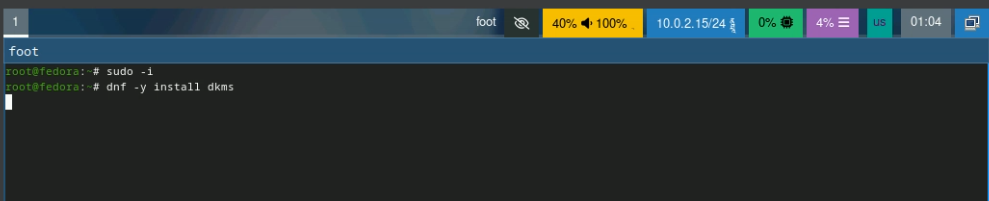 1 foot 40% 100% 10.0.2.15/24 0% 4% us 01:04
foot
root@fedora:~# sudo -i
root@fedora:~# dnf -y install dkms